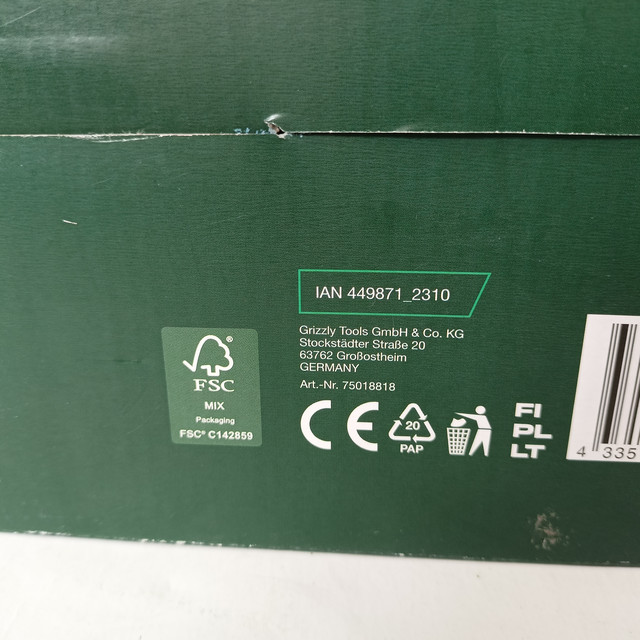 IAN 449871_2310
Grizzly Tools GmbH & Co. KG
Stockstädter Straße 20
63762 Großostheim
GERMANY
Art.-Nr. 75018818
®
FSC
MIX
Packaging
FSC® C142859
CE
20
PAP
FI
PL
LT
4 335